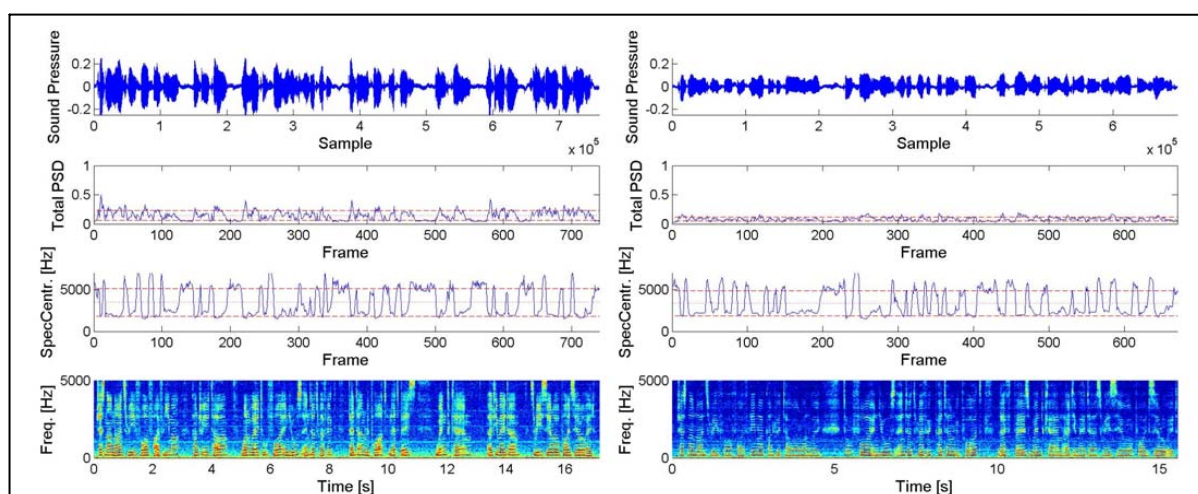 Sound Pressure
0.2
0
-0.2
0 1 2 3 4 5 6 7
Sample
x 10⁵
Total PSD
1
0.5
0
0 100 200 300 400 500 600 700
Frame
SpecCentr. [Hz]
5000
0
0 100 200 300 400 500 600 700
Frame
Freq. [Hz]
5000
0
0 2 4 6 8 10 12 14 16
Time [s]
Sound Pressure
0.2
0
-0.2
0 1 2 3 4 5 6
Sample
x 10⁵
Total PSD
1
0.5
0
0 100 200 300 400 500 600
Frame
SpecCentr. [Hz]
5000
0
0 100 200 300 400 500 600
Frame
Freq. [Hz]
5000
0
0 5 10 15
Time [s]